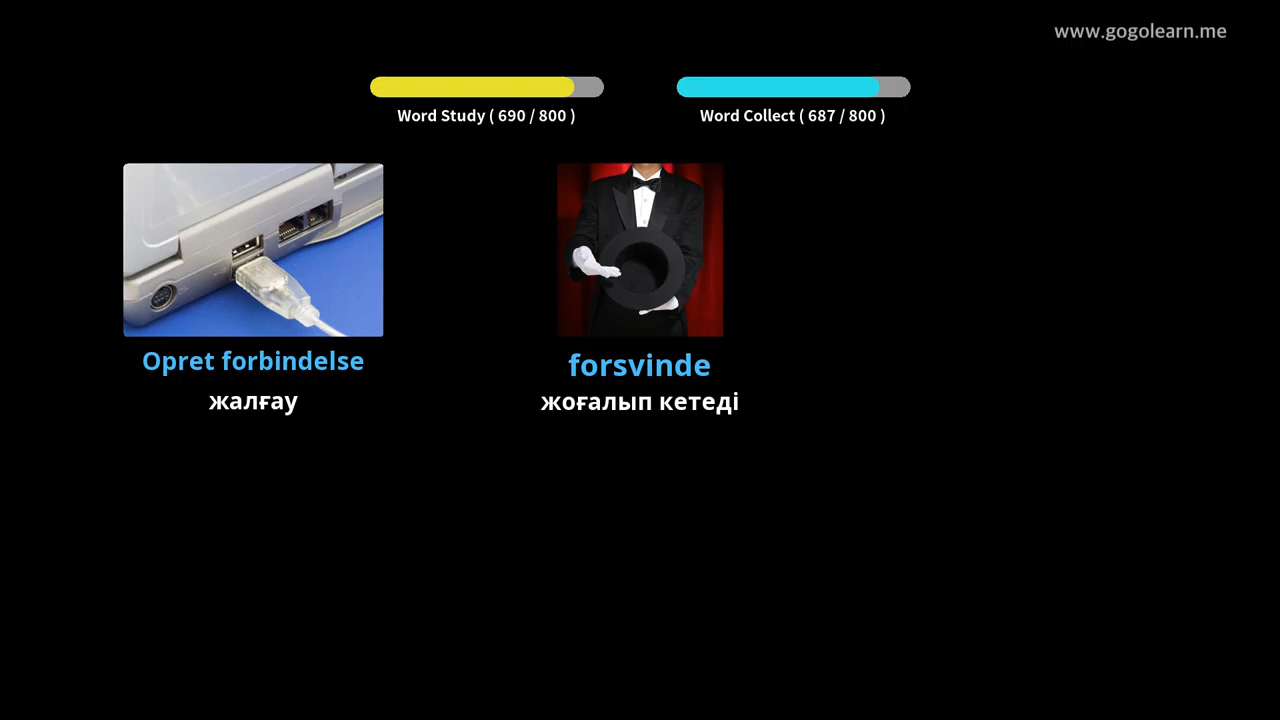 www.gogolearn.me
Word Study ( 690 / 800 )
Word Collect ( 687 / 800 )
Opret forbindelse
жалғау
forsvinde
жоғалып кетеді